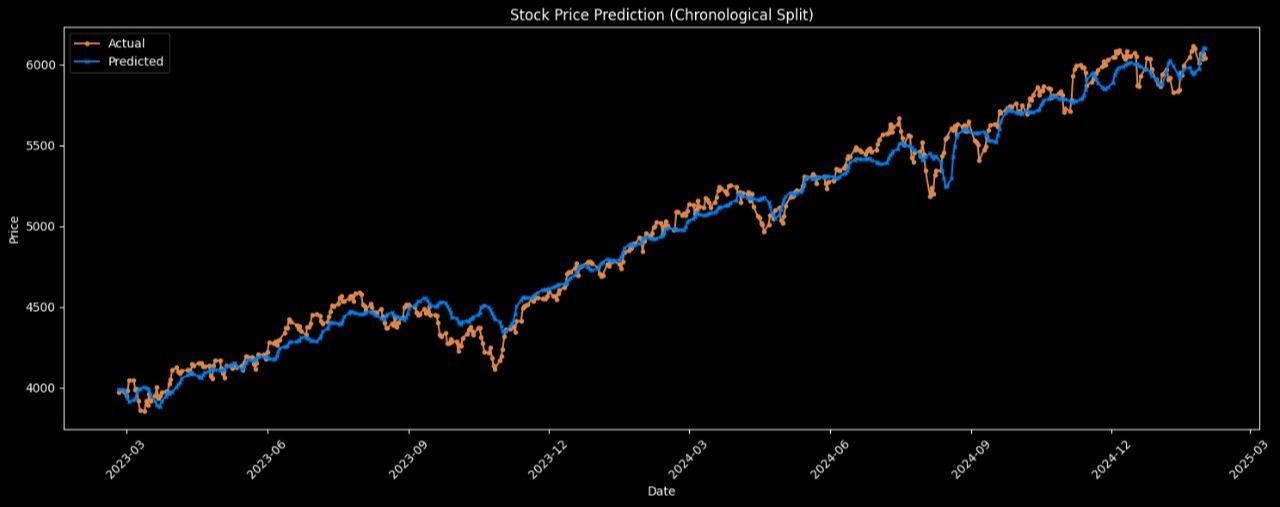 Stock Price Prediction (Chronological Split)
Actual
Predicted
Price
6000
5500
5000
4500
4000
2023-03
2023-06
2023-09
2023-12
2024-03
2024-06
2024-09
2024-12
2025-03
Date